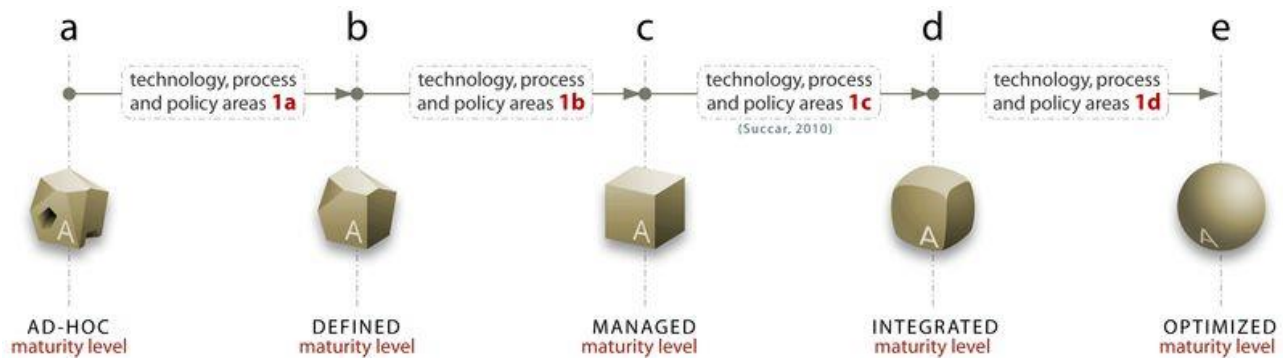 a
b
c
d
e
technology, process
and policy areas 1a
technology, process
and policy areas 1b
technology, process
and policy areas 1c
(Succar, 2010)
technology, process
and policy areas 1d
A
A
A
A
A
AD-HOC
maturity level
DEFINED
maturity level
MANAGED
maturity level
INTEGRATED
maturity level
OPTIMIZED
maturity level